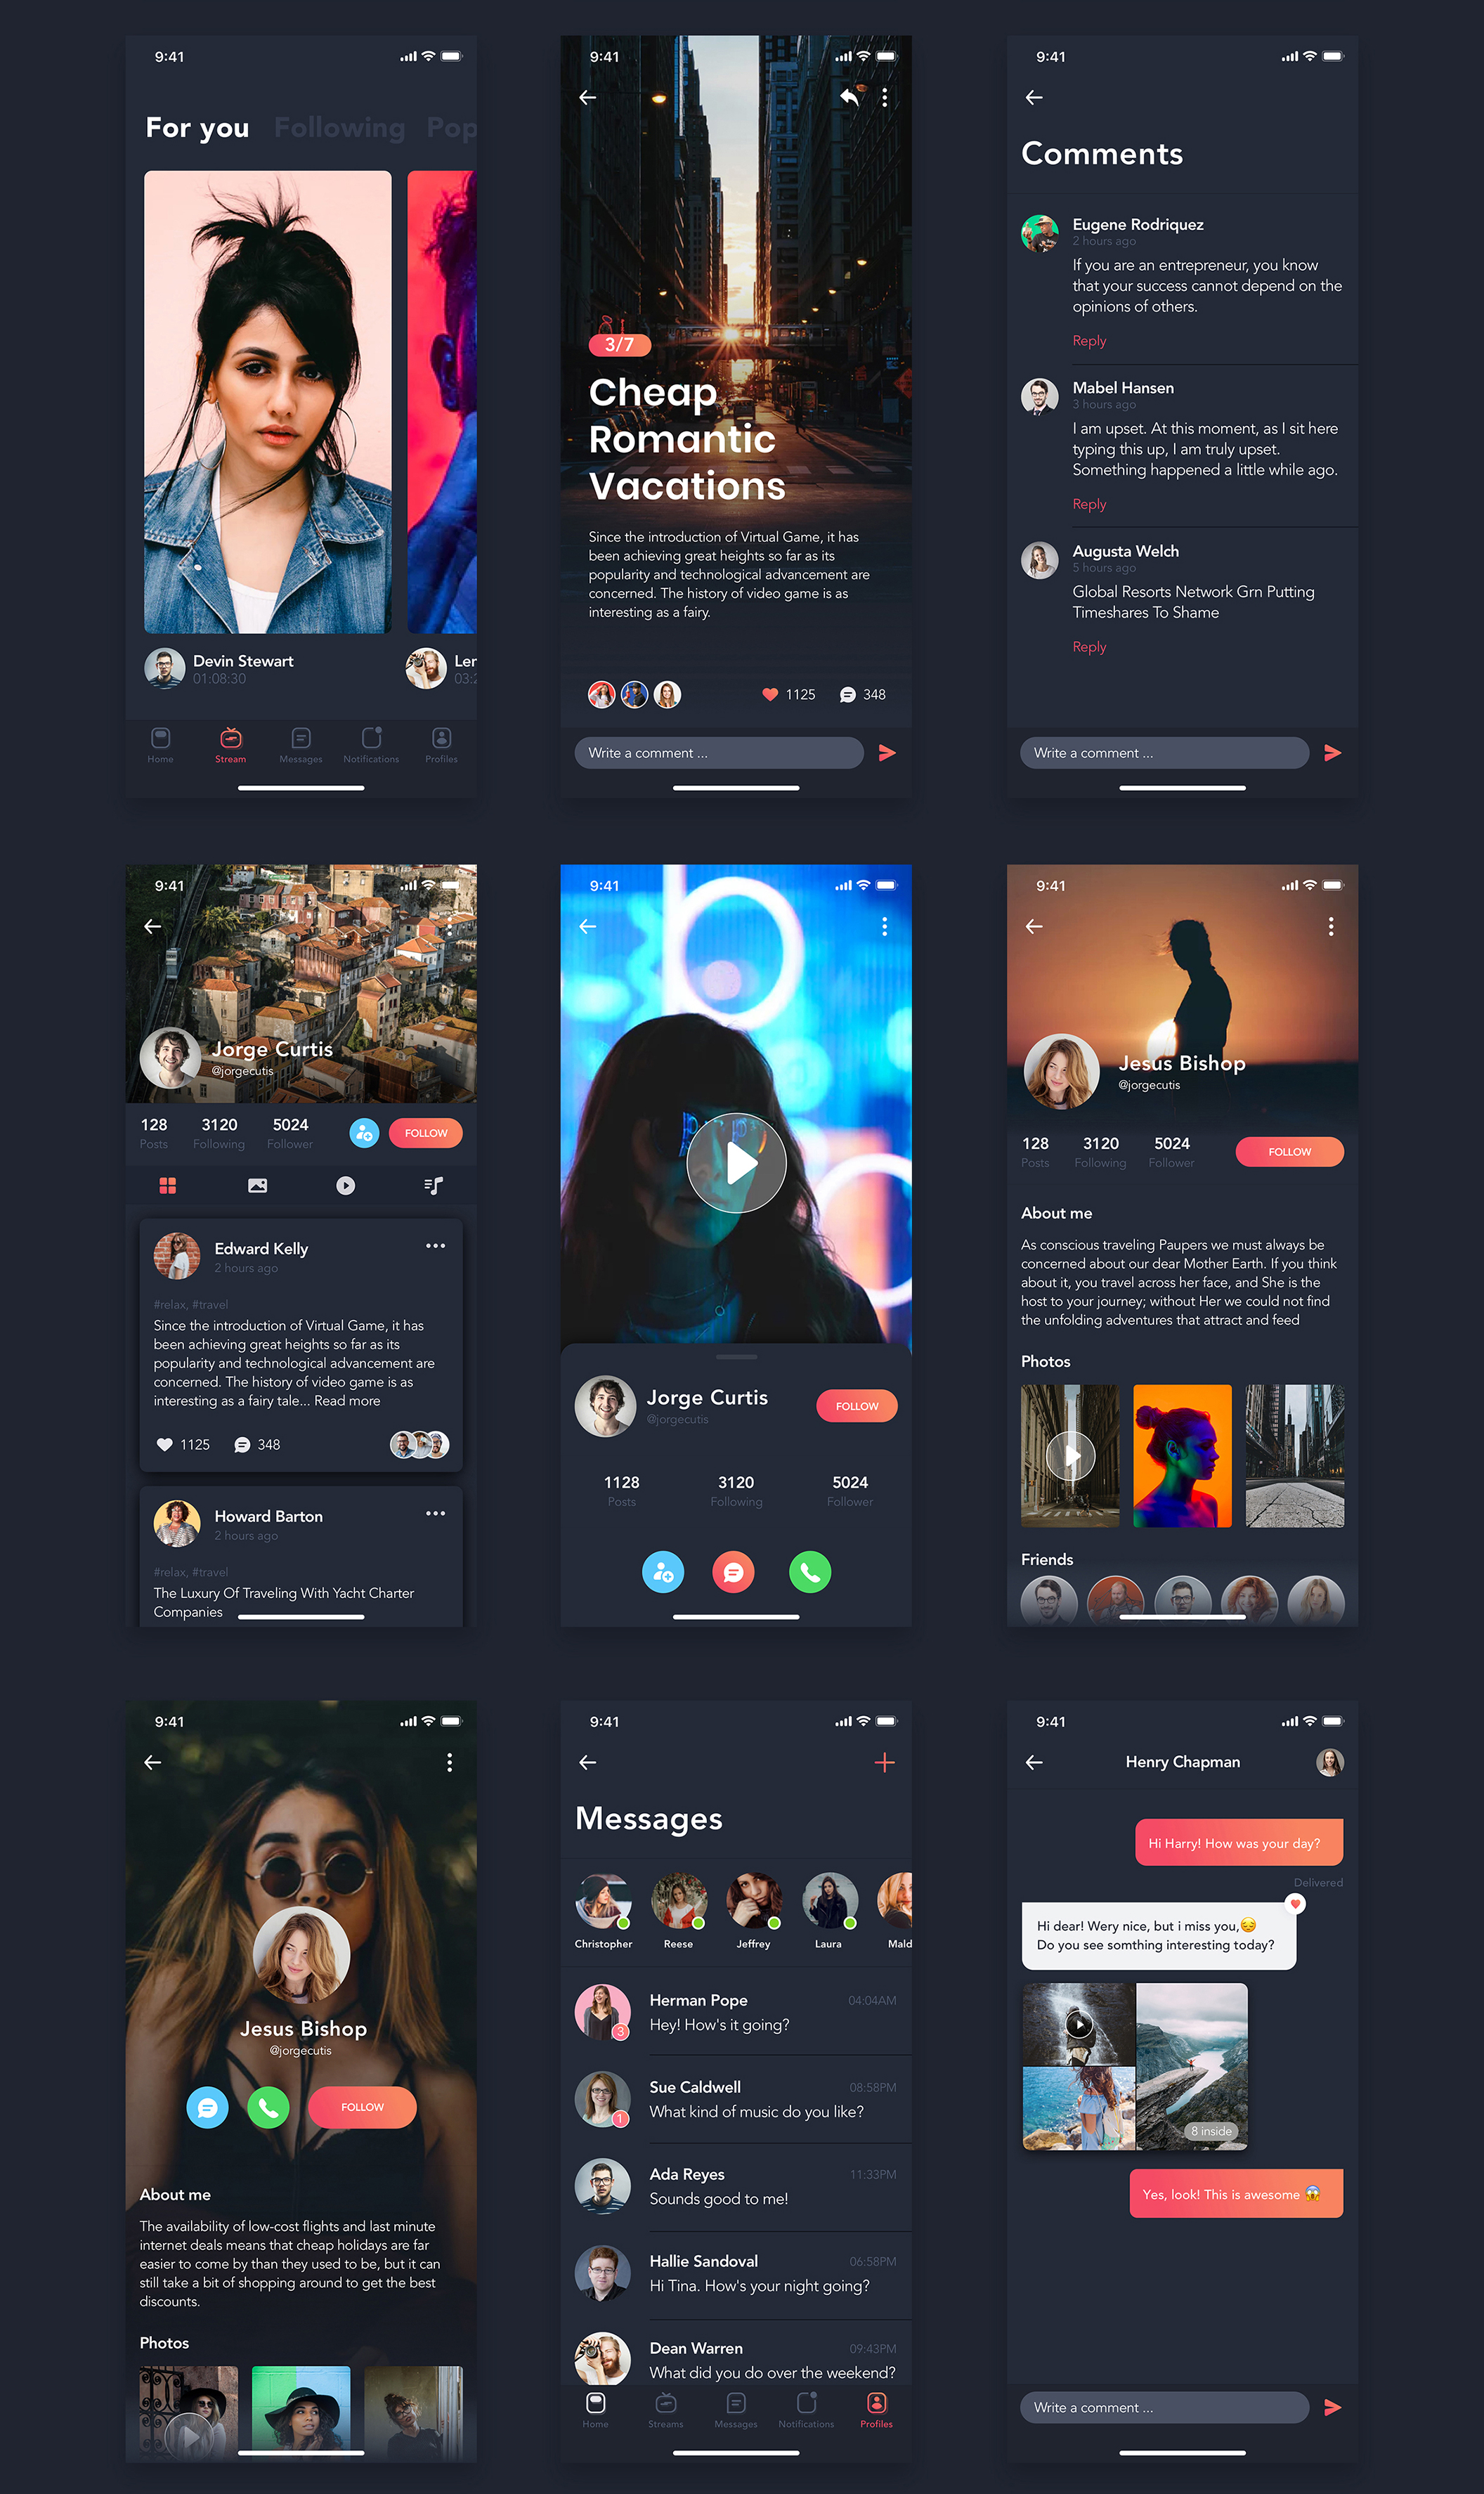 9:41
For you Following Pop
Devin Stewart
01:08:30
Ler
03:2
Home Stream Messages Notifications Profiles
9:41
3/7
Cheap
Romantic
Vacations
Since the introduction of Virtual Game, it has
been achieving great heights so far as its
popularity and technological advancement are
concerned. The history of video game is as
interesting as a fairy.
1125 348
Write a comment ...
9:41
Comments
Eugene Rodriquez
2 hours ago
If you are an entrepreneur, you know
that your success cannot depend on the
opinions of others.
Reply
Mabel Hansen
3 hours ago
I am upset. At this moment, as I sit here
typing this up, I am truly upset.
Something happened a little while ago.
Reply
Augusta Welch
5 hours ago
Global Resorts Network Grn Putting
Timeshares To Shame
Reply
Write a comment ...
9:41
Jorge Curtis
@jorgecutis
128 3120 5024
Posts Following Follower
FOLLOW
Edward Kelly
2 hours ago
#relax, #travel
Since the introduction of Virtual Game, it has
been achieving great heights so far as its
popularity and technological advancement are
concerned. The history of video game is as
interesting as a fairy tale... Read more
1125 348
Howard Barton
2 hours ago
#relax, #travel
The Luxury Of Traveling With Yacht Charter
Companies
9:41
Jorge Curtis
@jorgecutis
FOLLOW
1128 3120 5024
Posts Following Follower
9:41
Jesus Bishop
@jorgecutis
128 3120 5024
Posts Following Follower
FOLLOW
About me
As conscious traveling Paupers we must always be
concerned about our dear Mother Earth. If you think
about it, you travel across her face, and She is the
host to your journey; without Her we could not find
the unfolding adventures that attract and feed
Photos
Friends
9:41
Jesus Bishop
@jorgecutis
FOLLOW
About me
The availability of low-cost flights and last minute
internet deals means that cheap holidays are far
easier to come by than they used to be, but it can
still take a bit of shopping around to get the best
discounts.
Photos
9:41
Messages
Christopher Reese Jeffrey Laura Mald
Herman Pope 04:04AM
Hey! How's it going?
3
Sue Caldwell 08:58PM
What kind of music do you like?
1
Ada Reyes 11:33PM
Sounds good to me!
Hallie Sandoval 06:58PM
Hi Tina. How's your night going?
Dean Warren 09:43PM
What did you do over the weekend?
Home Streams Messages Notifications Profiles
9:41
Henry Chapman
Hi Harry! How was your day?
Delivered
Hi dear! Wery nice, but i miss you,😔
Do you see somthing interesting today?
8 inside
Yes, look! This is awesome 😱
Write a comment ...